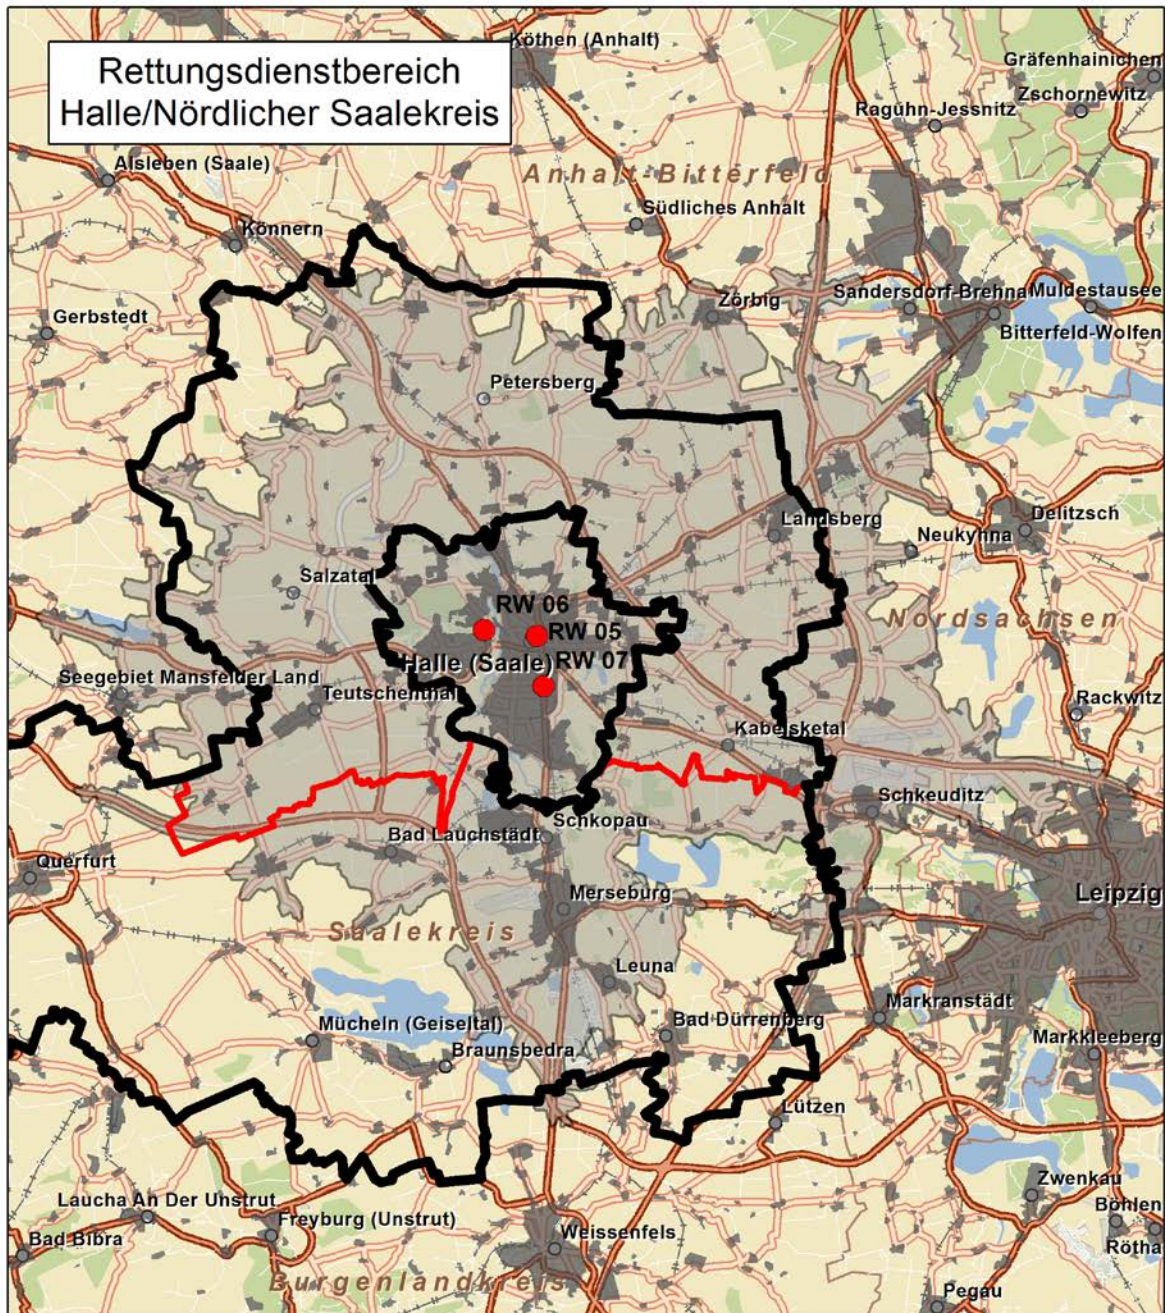 Köthen (Anhalt)
Rettungsdienstbereich
Halle/Nördlicher Saalekreis
Gräfenhainichen
Zschornewitz
Raguhn-Jessnitz
Alsleben (Saale)
Anhalt-Bitterfeld
Südliches Anhalt
Könnern
Zörbig
Sandersdorf-Brehna
Muldestausee
Gerbstedt
Bitterfeld-Wolfen
Petersberg
Landsberg
Delitzsch
Neukyhna
Salzatal
RW 06
Nordsachsen
RW 05
Halle (Saale)
RW 07
Seegebiet Mansfelder Land
Teutschenthal
Rackwitz
Kabelsketal
Schkeuditz
Schkopau
Bad Lauchstädt
Querfurt
Merseburg
Leipzig
Saalekreis
Leuna
Markranstädt
Mücheln (Geiseltal)
Bad Dürrenberg
Markkleeberg
Braunsbedra
Lützen
Zwenkau
Laucha An Der Unstrut
Böhlen
Freyburg (Unstrut)
Weissenfels
Bad Bibra
Rötha
Burgenlandkreis
Pegau